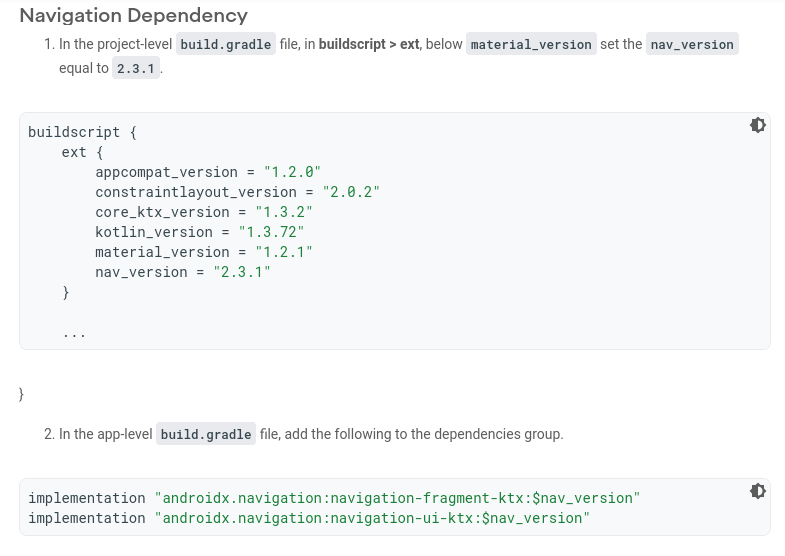 Navigation Dependency
1. In the project-level build.gradle file, in buildscript > ext, below material_version set the nav_version
equal to 2.3.1.
buildscript {
    ext {
        appcompat_version = "1.2.0"
        constraintlayout_version = "2.0.2"
        core_ktx_version = "1.3.2"
        kotlin_version = "1.3.72"
        material_version = "1.2.1"
        nav_version = "2.3.1"
    }
    ...
}
2. In the app-level build.gradle file, add the following to the dependencies group.
implementation "androidx.navigation:navigation-fragment-ktx:$nav_version"
implementation "androidx.navigation:navigation-ui-ktx:$nav_version"